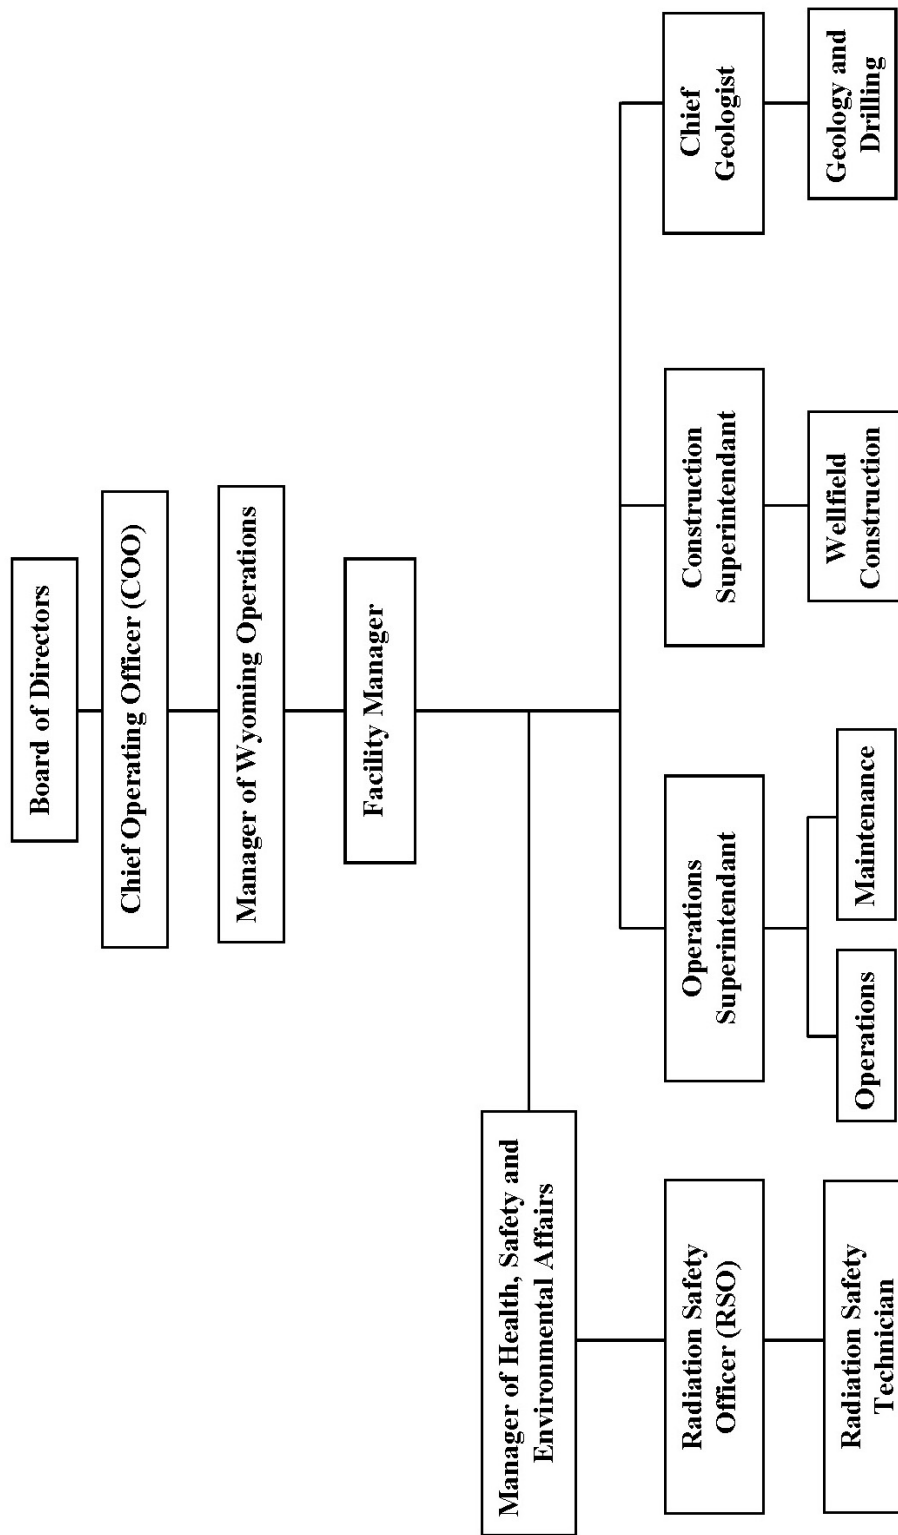 Board of Directors
Chief Operating Officer (COO)
Manager of Wyoming Operations
Facility Manager
Manager of Health, Safety and
Environmental Affairs
Radiation Safety
Officer (RSO)
Radiation Safety
Technician
Operations
Superintendant
Operations
Maintenance
Construction
Superintendant
Wellfield
Construction
Chief
Geologist
Geology and
Drilling